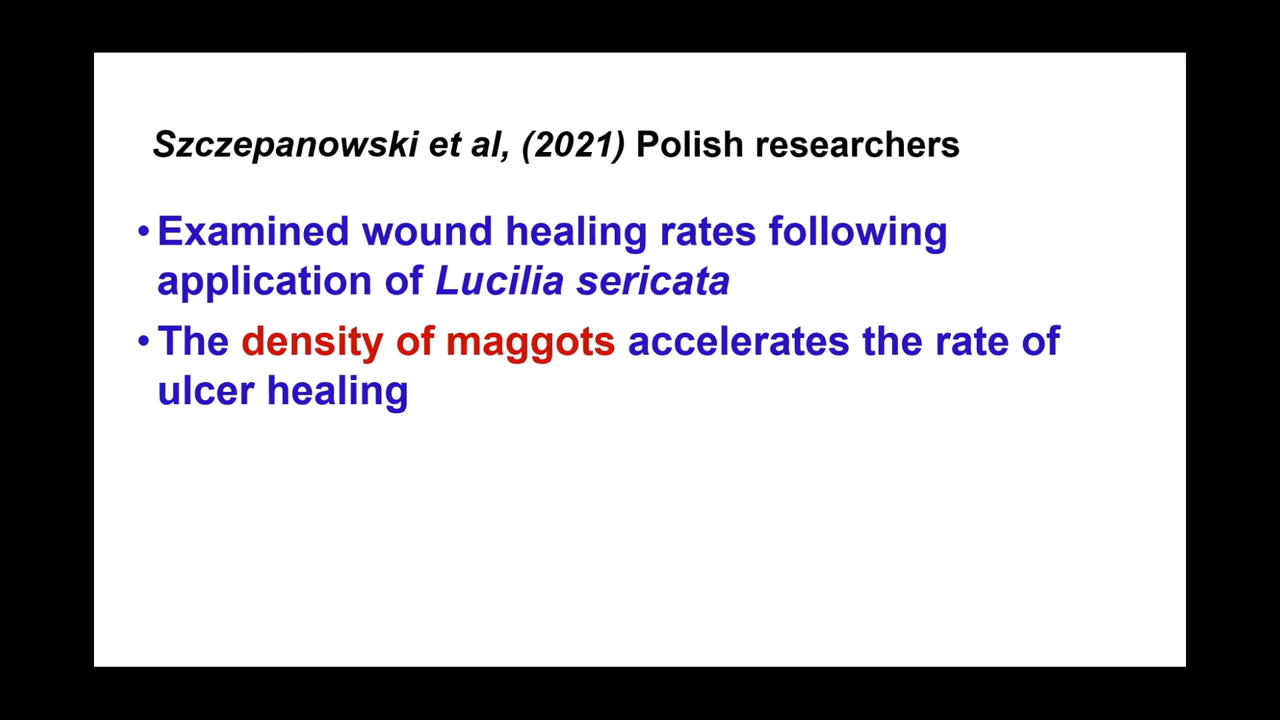 Szczepanowski et al, (2021) Polish researchers
• Examined wound healing rates following
application of Lucilia sericata
• The density of maggots accelerates the rate of
ulcer healing